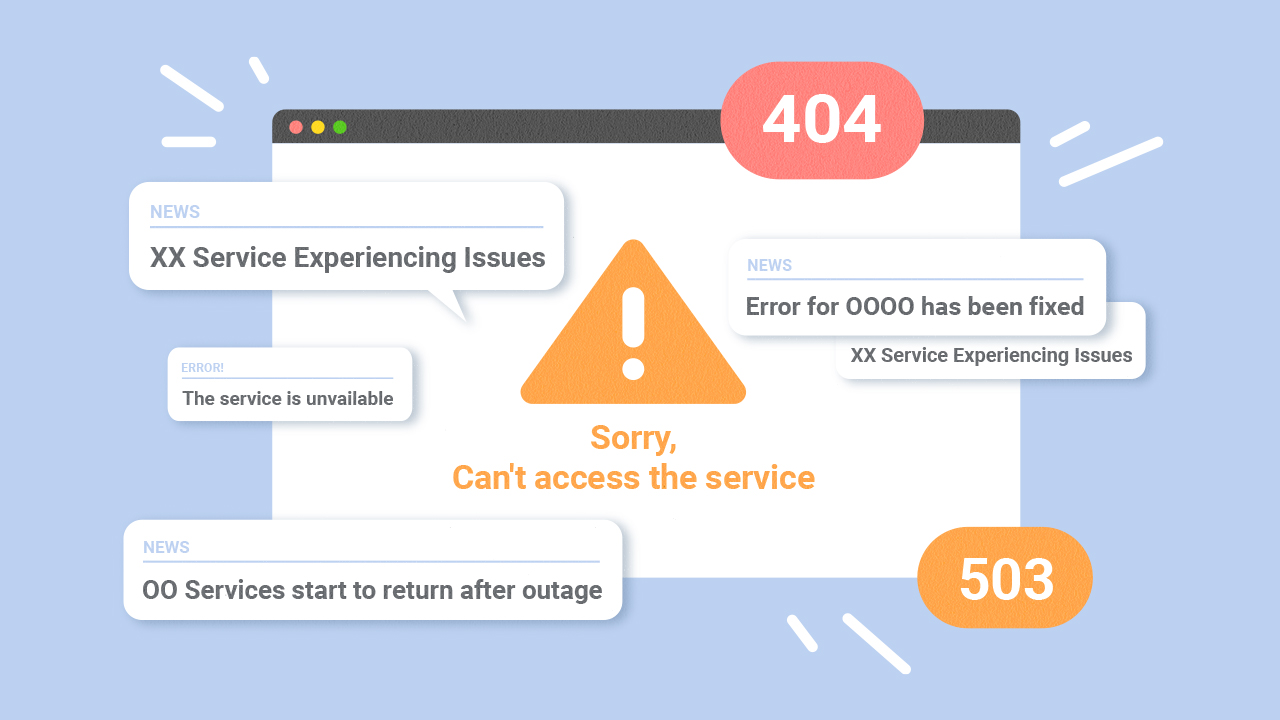 404
NEWS
XX Service Experiencing Issues
NEWS
Error for OOOO has been fixed
XX Service Experiencing Issues
ERROR!
The service is unvailable
Sorry,
Can't access the service
NEWS
OO Services start to return after outage
503